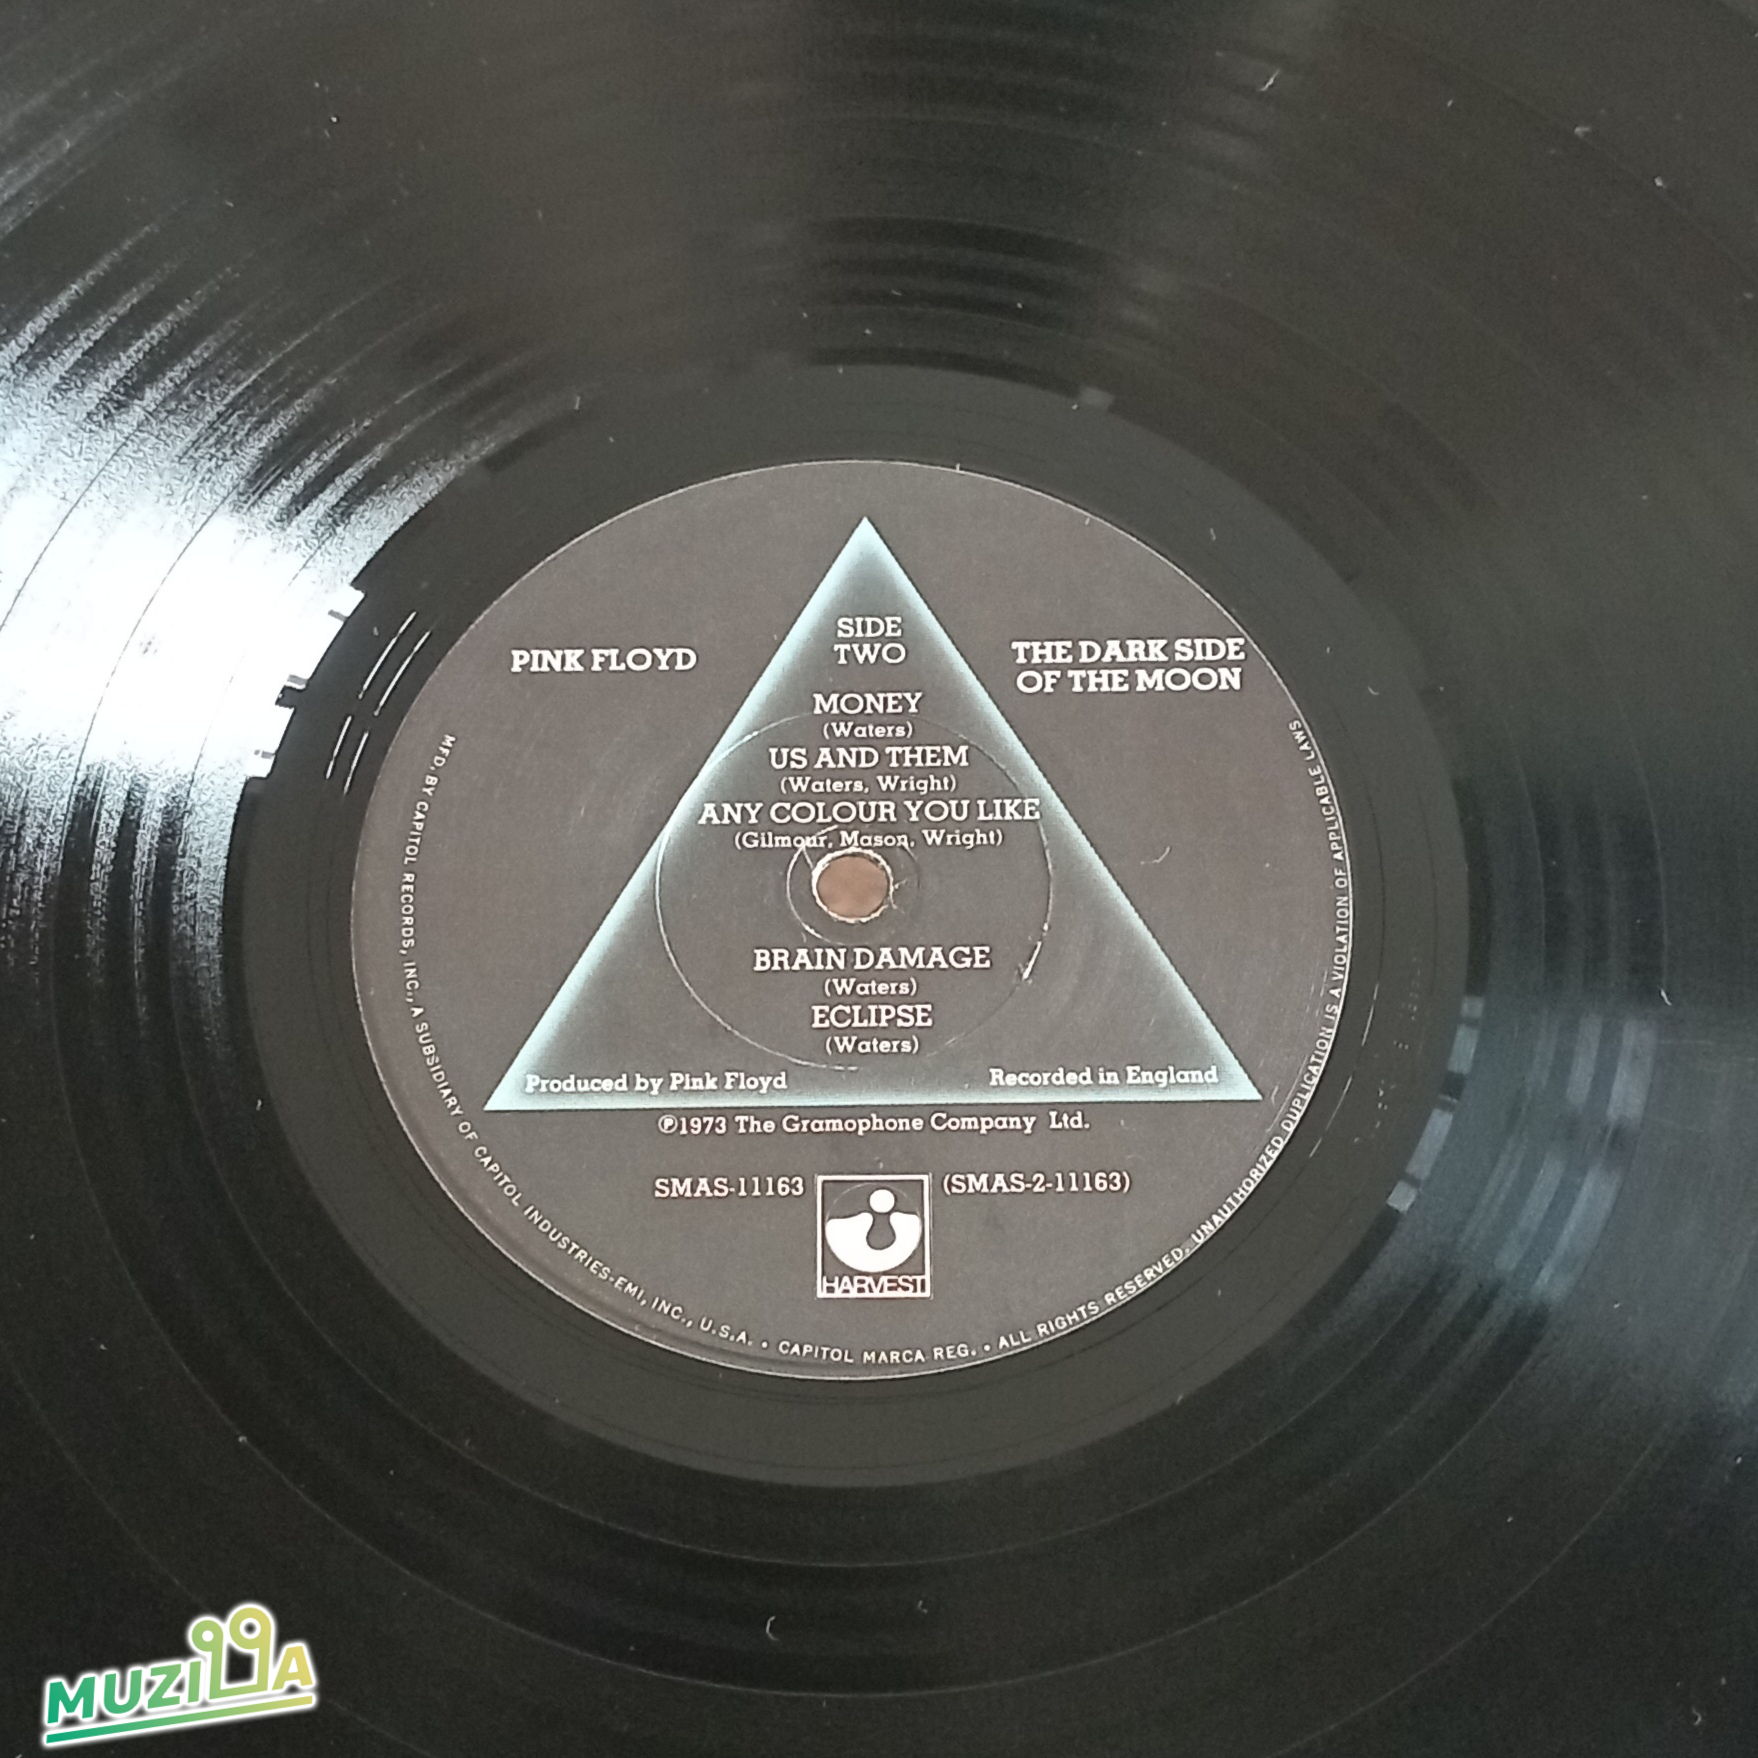 SIDE
TWO
PINK FLOYD
THE DARK SIDE
OF THE MOON
MONEY
(Waters)
US AND THEM
(Waters, Wright)
ANY COLOUR YOU LIKE
(Gilmour, Mason, Wright)
BRAIN DAMAGE
(Waters)
ECLIPSE
(Waters)
Produced by Pink Floyd
Recorded in England
℗1973 The Gramophone Company Ltd.
SMAS-11163
(SMAS-2-11163)
HARVEST
MFD. BY CAPITOL RECORDS, INC., A SUBSIDIARY OF CAPITOL INDUSTRIES-EMI, INC., U.S.A. • CAPITOL MARCA REG. • ALL RIGHTS RESERVED. UNAUTHORIZED DUPLICATION IS A VIOLATION OF APPLICABLE LAWS
MUZILLA